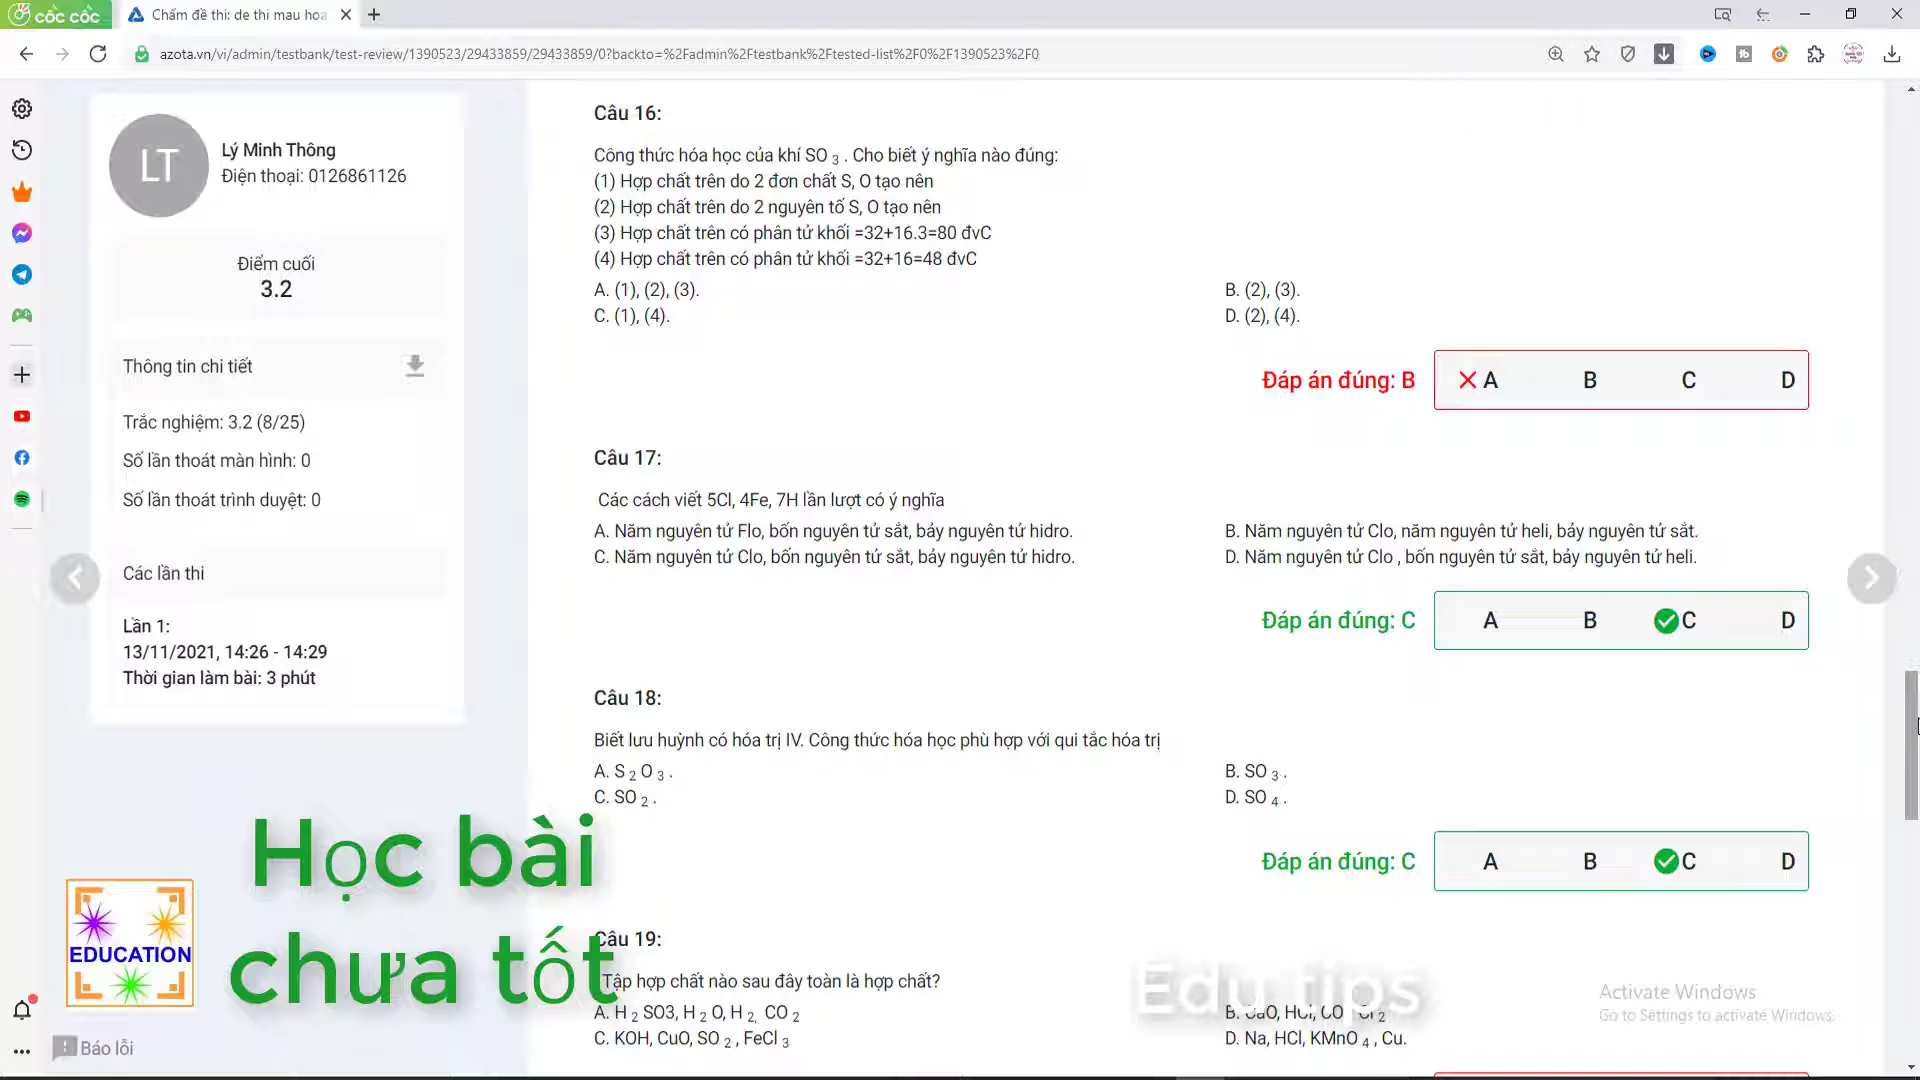 cốc cốc
Chấm đề thi: de thi mau hoa
azota.vn/vi/admin/testbank/test-review/1390523/29433859/29433859/0?backto=%2Fadmin%2Ftestbank%2Ftested-list%2F0%2F1390523%2F0
LT
Lý Minh Thông
Điện thoại: 0126861126
Điểm cuối
3.2
Thông tin chi tiết
Trắc nghiệm: 3.2 (8/25)
Số lần thoát màn hình: 0
Số lần thoát trình duyệt: 0
Các lần thi
Lần 1:
13/11/2021, 14:26 - 14:29
Thời gian làm bài: 3 phút
Câu 16:
Công thức hóa học của khí SO 3 . Cho biết ý nghĩa nào đúng:
(1) Hợp chất trên do 2 đơn chất S, O tạo nên
(2) Hợp chất trên do 2 nguyên tố S, O tạo nên
(3) Hợp chất trên có phân tử khối =32+16.3=80 đvC
(4) Hợp chất trên có phân tử khối =32+16=48 đvC
A. (1), (2), (3).
B. (2), (3).
C. (1), (4).
D. (2), (4).
Đáp án đúng: B
A B C D
Câu 17:
Các cách viết 5Cl, 4Fe, 7H lần lượt có ý nghĩa
A. Năm nguyên tử Flo, bốn nguyên tử sắt, bảy nguyên tử hidro.
B. Năm nguyên tử Clo, năm nguyên tử heli, bảy nguyên tử sắt.
C. Năm nguyên tử Clo, bốn nguyên tử sắt, bảy nguyên tử hidro.
D. Năm nguyên tử Clo , bốn nguyên tử sắt, bảy nguyên tử heli.
Đáp án đúng: C
A B C D
Câu 18:
Biết lưu huỳnh có hóa trị IV. Công thức hóa học phù hợp với qui tắc hóa trị
A. S 2 O 3 .
B. SO 3 .
C. SO 2 .
D. SO 4 .
Đáp án đúng: C
A B C D
Câu 19:
Tập hợp chất nào sau đây toàn là hợp chất?
A. H 2 SO3, H 2 O, H 2, CO 2
B. CaO, HCl, CO
C. KOH, CuO, SO 2 , FeCl 3
D. Na, HCl, KMnO 4 , Cu.
Học bài
chưa tốt
EDUCATION
Edu tips
Activate Windows
Go to Settings to activate Windows.
Báo lỗi